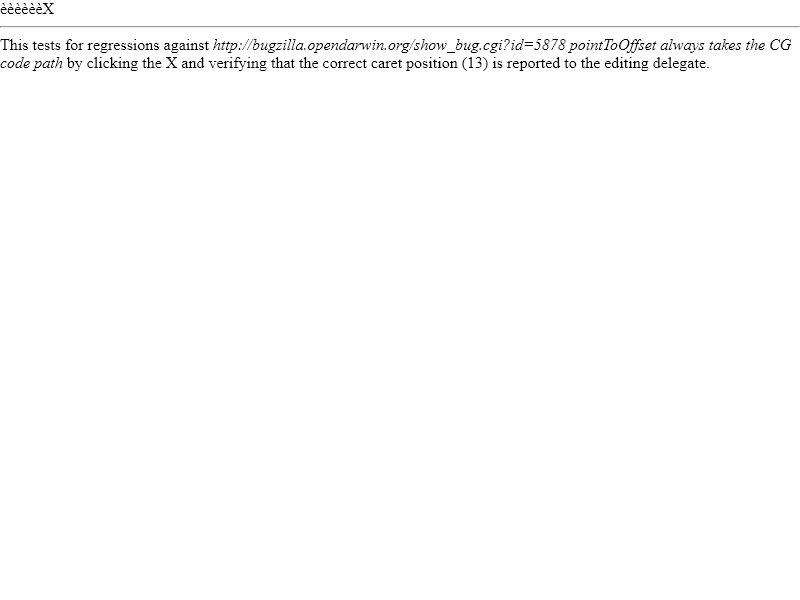 èèèèèèX
This tests for regressions against http://bugzilla.opendarwin.org/show_bug.cgi?id=5878 pointToOffset always takes the CG
code path by clicking the X and verifying that the correct caret position (13) is reported to the editing delegate.